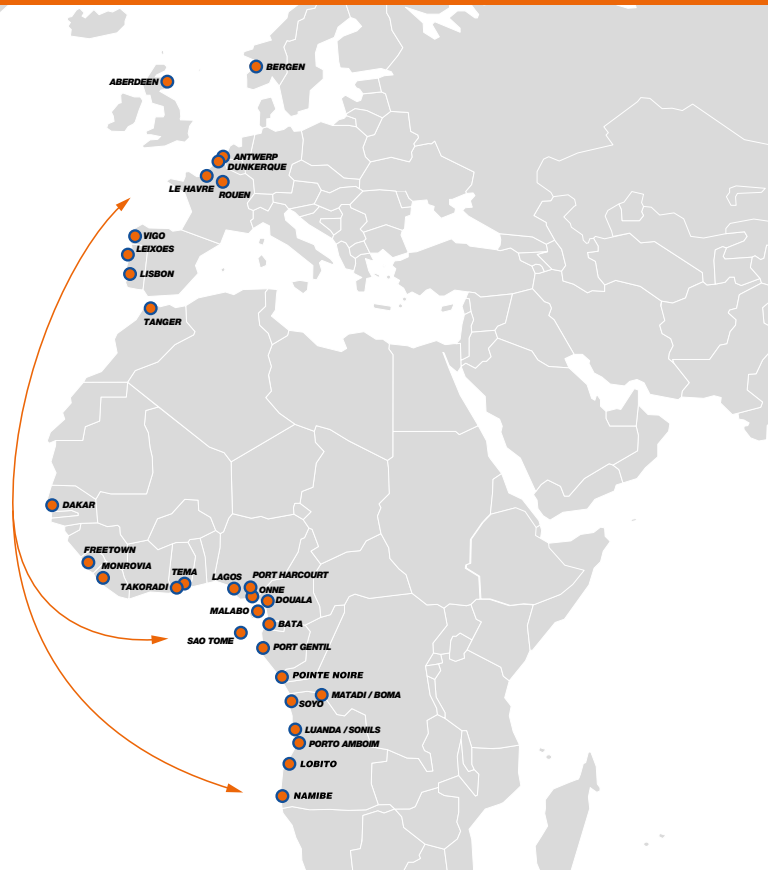 BERGEN
ABERDEEN
ANTWERP
DUNKERQUE
LE HAVRE
ROUEN
VIGO
LEIXOES
LISBON
TANGER
DAKAR
FREETOWN
MONROVIA
TEMA
TAKORADI
LAGOS
PORT HARCOURT
ONNE
DOUALA
MALABO
BATA
SAO TOME
PORT GENTIL
POINTE NOIRE
MATADI / BOMA
SOYO
LUANDA / SONILS
PORTO AMBOIM
LOBITO
NAMIBE